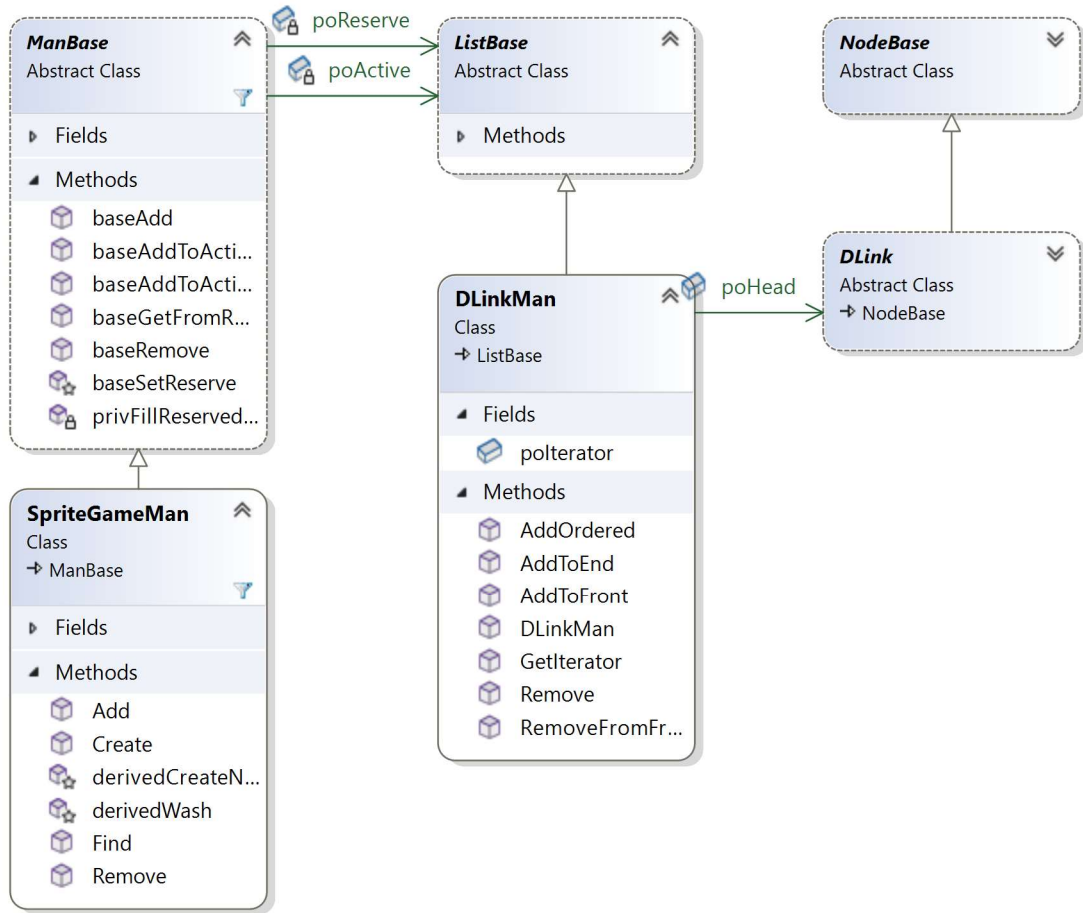 ManBase
Abstract Class
Fields
Methods
baseAdd
baseAddToActi...
baseAddToActi...
baseGetFromR...
baseRemove
baseSetReserve
privFillReserved...
poReserve
poActive
ListBase
Abstract Class
Methods
NodeBase
Abstract Class
SpriteGameMan
Class
ManBase
Fields
Methods
Add
Create
derivedCreateN...
derivedWash
Find
Remove
DLinkMan
Class
ListBase
Fields
poIterator
Methods
AddOrdered
AddToEnd
AddToFront
DLinkMan
GetIterator
Remove
RemoveFromFr...
poHead
DLink
Abstract Class
NodeBase